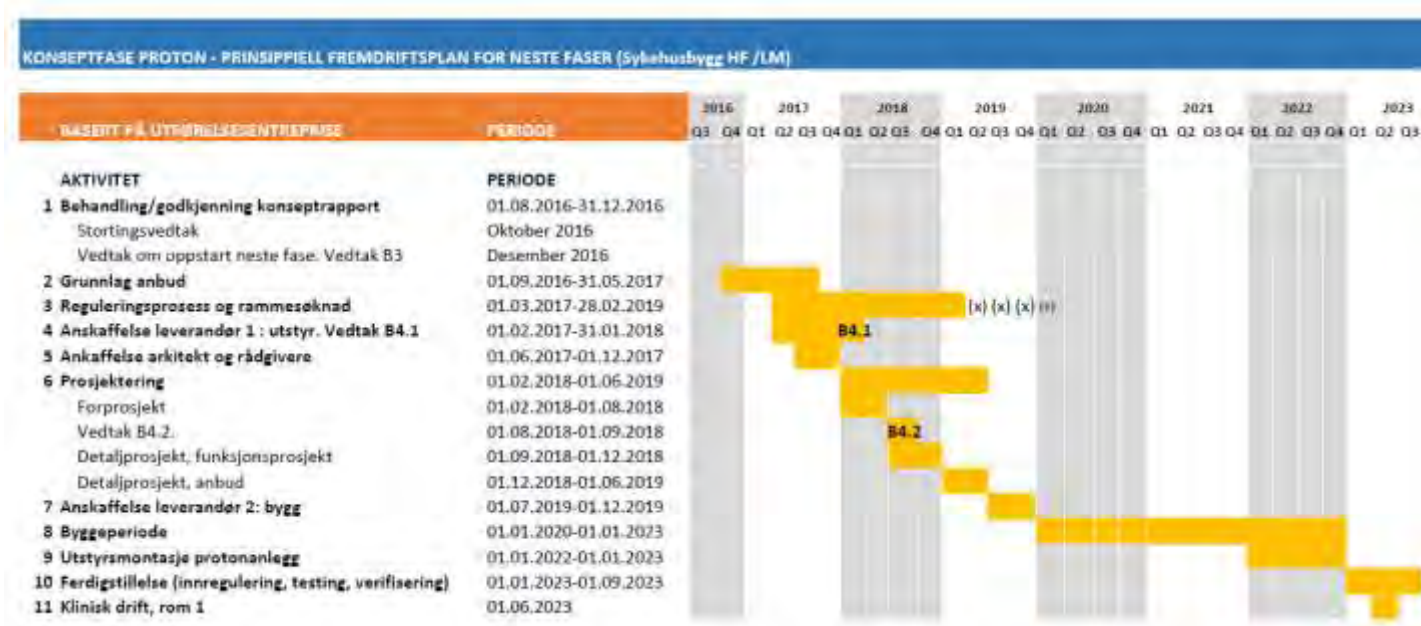 KONSEPTFASE PROTON - PRINSIPPIELL FREMDRIFTSPLAN FOR NESTE FASER (Sykehusbygg HF /LM)
2016 2017 2018 2019 2020 2021 2022 2023
BASERT PÅ UTFØRELSESENTREPRISE PERIODE Q3 Q4 Q1 Q2 Q3 Q4 Q1 Q2 Q3 Q4 Q1 Q2 Q3 Q4 Q1 Q2 Q3 Q4 Q1 Q2 Q3 Q4 Q1 Q2 Q3 Q4 Q1 Q2 Q3
AKTIVITET PERIODE
1 Behandling/godkjenning konseptrapport 01.08.2016-31.12.2016
Stortingsvedtak Oktober 2016
Vedtak om oppstart neste fase. Vedtak B3 Desember 2016
2 Grunnlag anbud 01.09.2016-31.05.2017
3 Reguleringsprosess og rammesøknad 01.03.2017-28.02.2019 (x) (x) (x)
4 Anskaffelse leverandør 1 : utstyr. Vedtak B4.1 01.02.2017-31.01.2018 B4.1
5 Ankaffelse arkitekt og rådgivere 01.06.2017-01.12.2017
6 Prosjektering 01.02.2018-01.06.2019
Forprosjekt 01.02.2018-01.08.2018
Vedtak B4.2. 01.08.2018-01.09.2018 B4.2
Detaljprosjekt, funksjonsprosjekt 01.09.2018-01.12.2018
Detaljprosjekt, anbud 01.12.2018-01.06.2019
7 Anskaffelse leverandør 2: bygg 01.07.2019-01.12.2019
8 Byggeperiode 01.01.2020-01.01.2023
9 Utstyrsmontasje protonanlegg 01.01.2022-01.01.2023
10 Ferdigstillelse (innregulering, testing, verifisering) 01.01.2023-01.09.2023
11 Klinisk drift, rom 1 01.06.2023